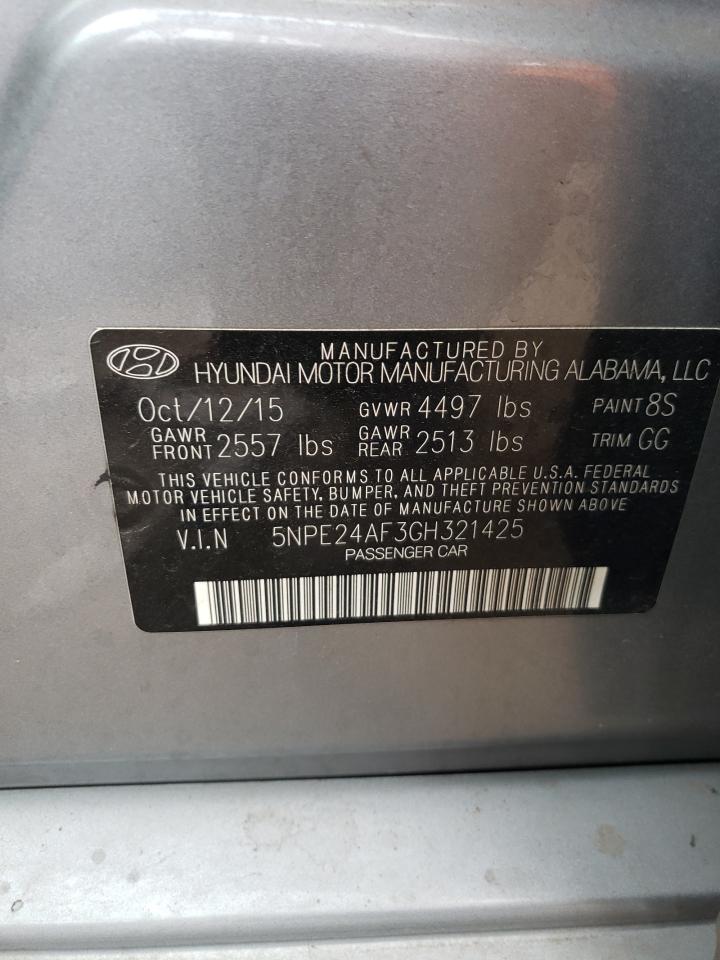 MANUFACTURED BY
HYUNDAI MOTOR MANUFACTURING ALABAMA, LLC
Oct/12/15 GVWR 4497 lbs PAINT 8S
GAWR FRONT 2557 lbs GAWR REAR 2513 lbs TRIM GG
THIS VEHICLE CONFORMS TO ALL APPLICABLE U.S.A. FEDERAL
MOTOR VEHICLE SAFETY, BUMPER, AND THEFT PREVENTION STANDARDS
IN EFFECT ON THE DATE OF MANUFACTURE SHOWN ABOVE
V.I.N 5NPE24AF3GH321425
PASSENGER CAR